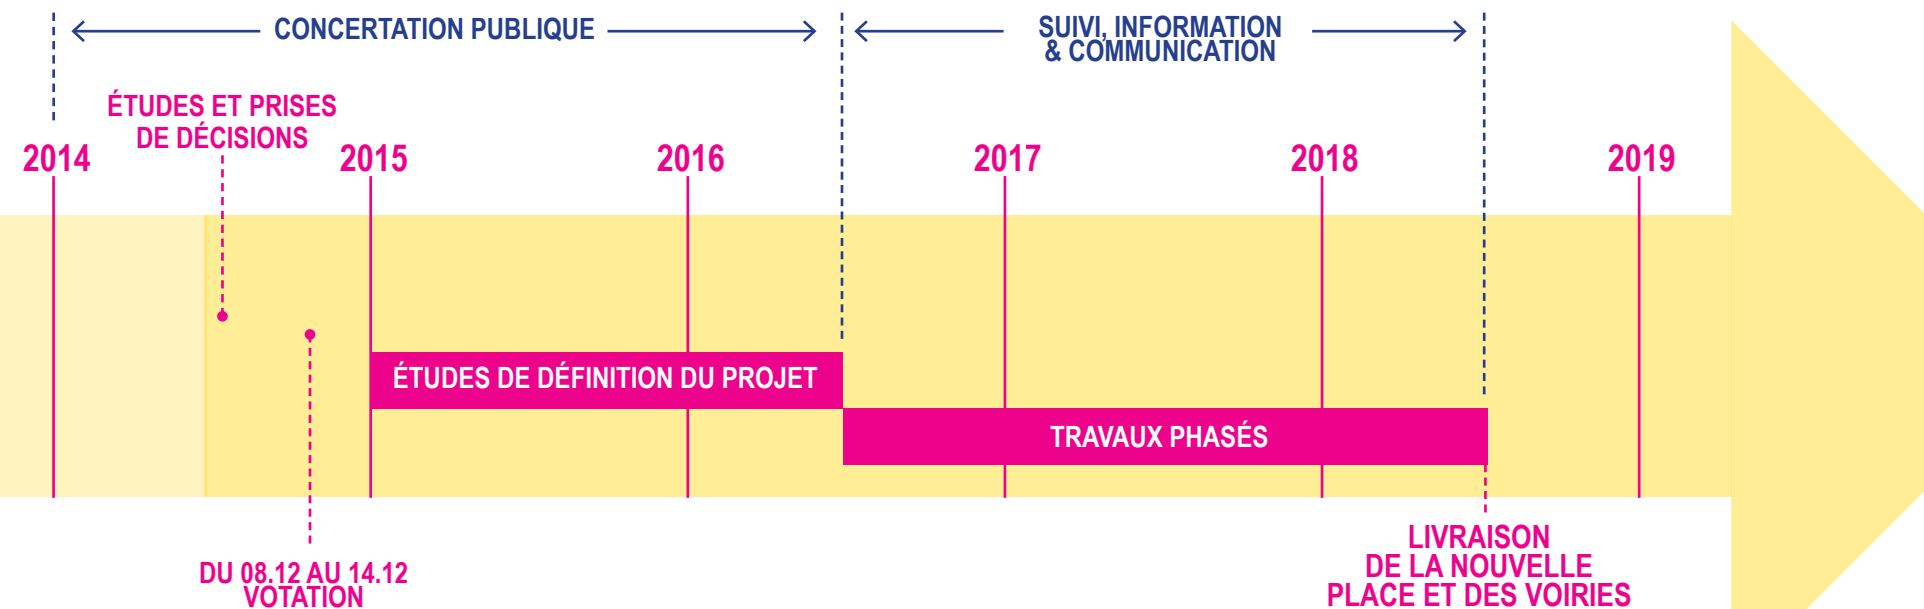 CONCERTATION PUBLIQUE
SUIVI, INFORMATION
& COMMUNICATION
ÉTUDES ET PRISES
DE DÉCISIONS
2014
2015
2016
2017
2018
2019
ÉTUDES DE DÉFINITION DU PROJET
TRAVAUX PHASÉS
DU 08.12 AU 14.12
VOTATION
LIVRAISON
DE LA NOUVELLE
PLACE ET DES VOIRIES